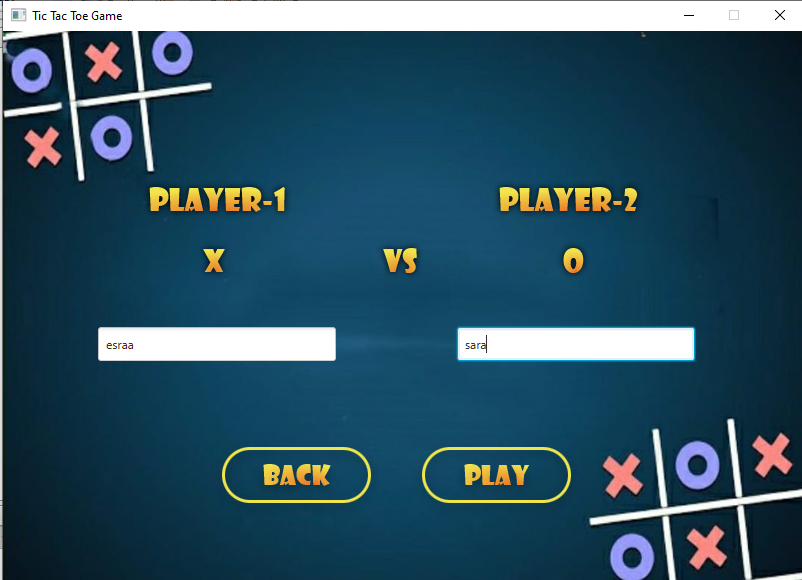 Tic Tac Toe Game
PLAYER-1 PLAYER-2
X VS O
esraa sara
BACK PLAY